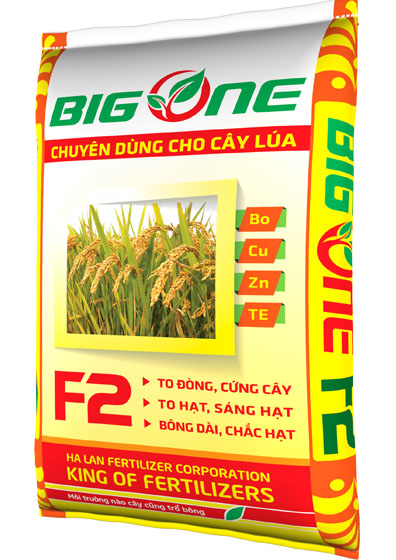 BIG ONE
CHUYÊN DÙNG CHO CÂY LÚA
Bo
Cu
Zn
TE
F2
TO ĐÒNG, CỨNG CÂY
TO HẠT, SÁNG HẠT
BÔNG DÀI, CHẮC HẠT
HA LAN FERTILIZER CORPORATION
KING OF FERTILIZERS
Môi trường nào cây cũng trổ bông
BIG ONE F2